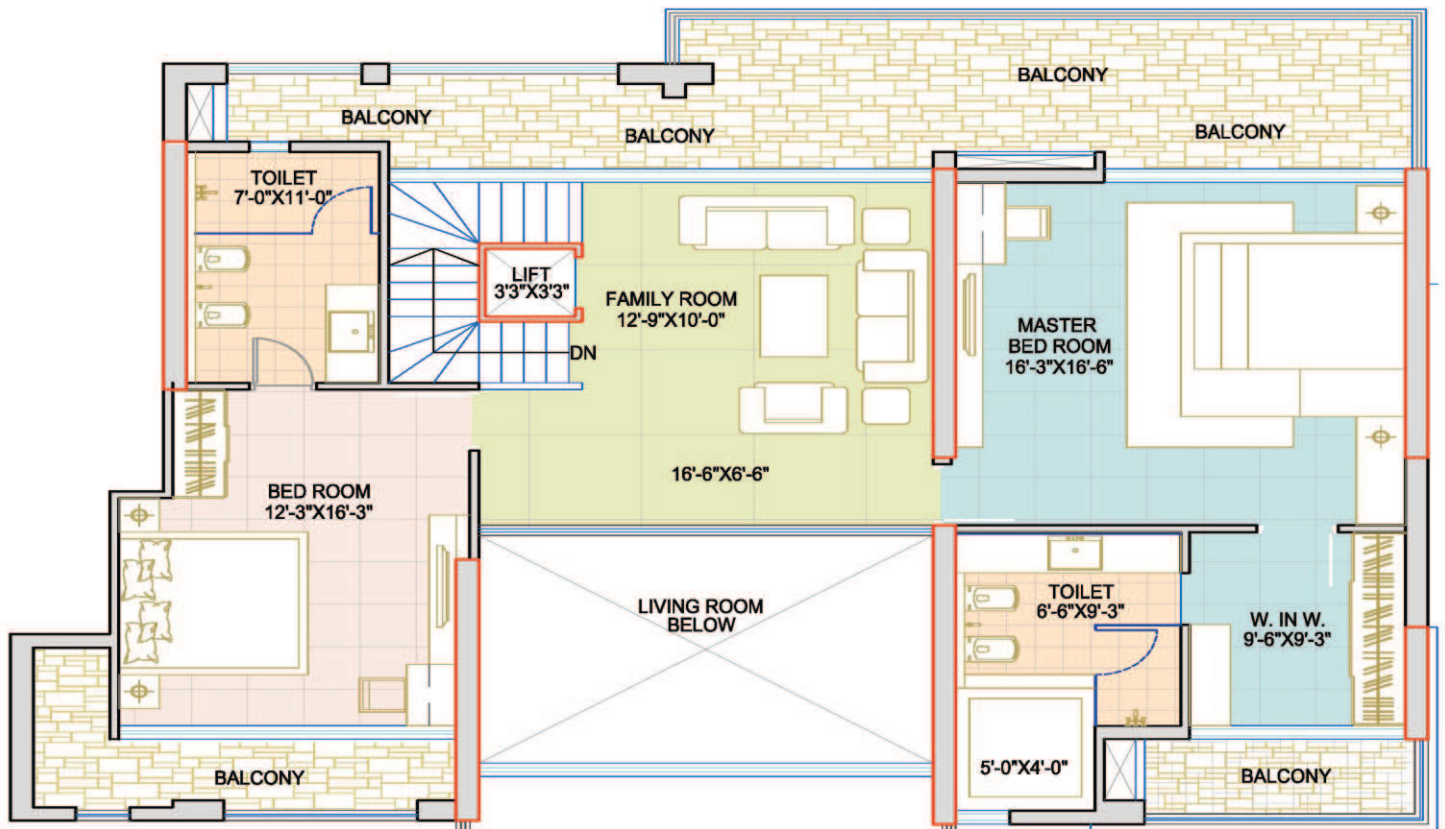 BALCONY
BALCONY
BALCONY
BALCONY
TOILET
7'-0"X11'-0"
LIFT
3'3"X3'3"
FAMILY ROOM
12'-9"X10'-0"
DN
MASTER
BED ROOM
16'-3"X16'-6"
16'-6"X6'-6"
BED ROOM
12'-3"X16'-3"
LIVING ROOM
BELOW
TOILET
6'-6"X9'-3"
W. IN W.
9'-6"X9'-3"
5'-0"X4'-0"
BALCONY
BALCONY